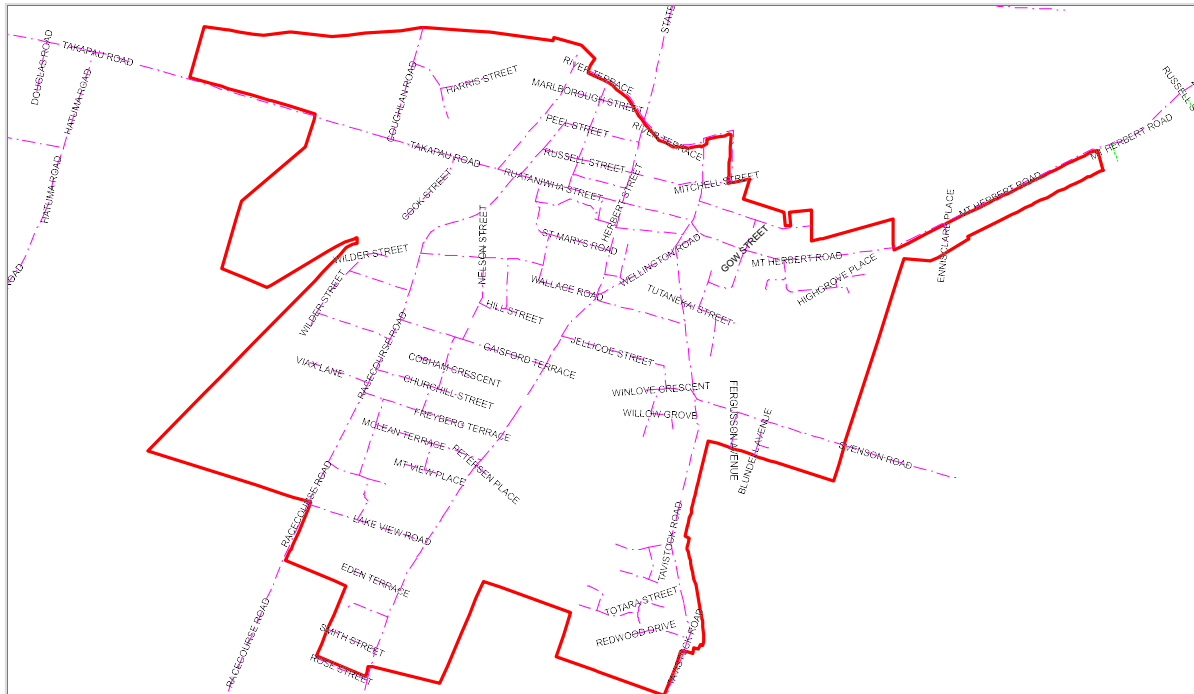 STATE
TAKAPAU ROAD
DOUGLAS ROAD
HATUMA ROAD
HATUMA ROAD
ROAD
COUGHLAN ROAD
HARRIS STREET
RIVER TERRACE
MARLBOROUGH STREET
PEEL STREET
RIVER TERRACE
RUSSELL STREET
TAKAPAU ROAD
RUATANIWHA STREET
MITCHELL STREET
COOK STREET
HERBERT STREET
NELSON STREET
ST MARYS ROAD
WELLINGTON ROAD
GOW STREET
MT HERBERT ROAD
MT HERBERT ROAD
MT HERBERT ROAD
ENNISCLARE PLACE
HIGHGROVE PLACE
WILDER STREET
WILDER STREET
WALLACE ROAD
TUTANEKAI STREET
HILL STREET
RACECOURSE ROAD
GAISFORD TERRACE
JELLICOE STREET
VIAX LANE
COBHAM CRESCENT
CHURCHILL STREET
WINLOVE CRESCENT
WILLOW GROVE
FERGUSSON AVENUE
BLUNDELL AVENUE
SVENSON ROAD
FREYBERG TERRACE
MCLEAN TERRACE
PETERSEN PLACE
MT VIEW PLACE
RACECOURSE ROAD
LAKE VIEW ROAD
TAVISTOCK ROAD
EDEN TERRACE
TOTARA STREET
REDWOOD DRIVE
TAVISTOCK ROAD
RACECOURSE ROAD
SMITH STREET
ROSE STREET